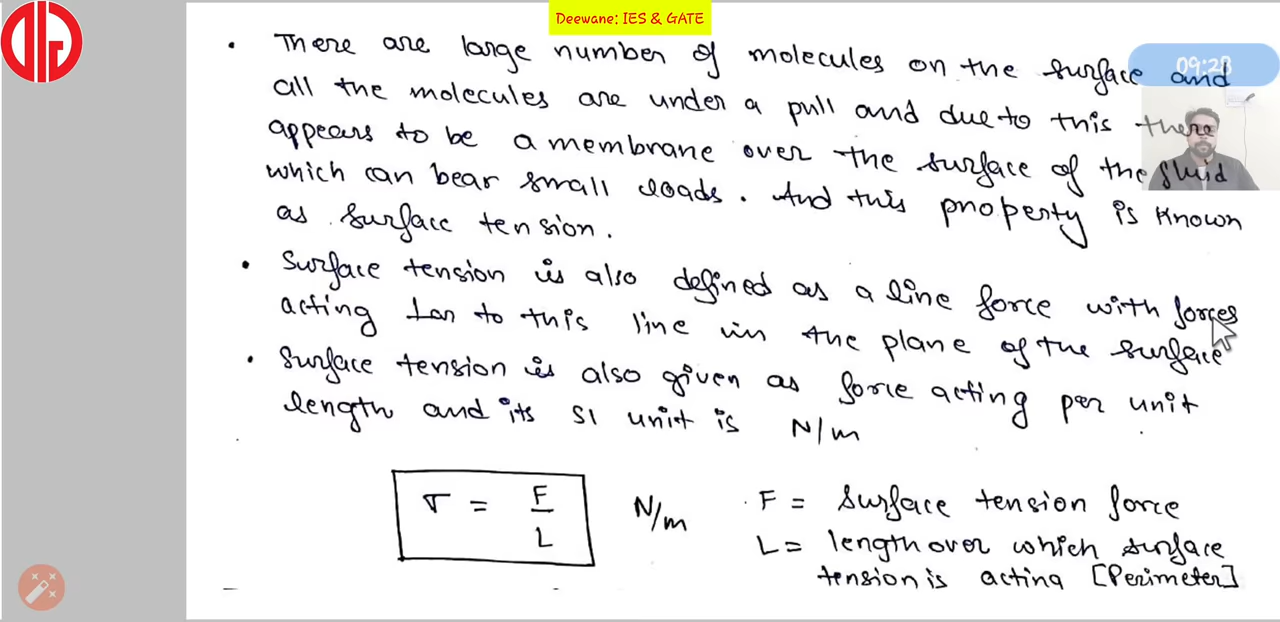 Deewane: IES & GATE
09:28
• There are large number of molecules on the surface and
all the molecules are under a pull and due to this there
appears to be a membrane over the surface of the fluid
which can bear small loads. And this property is known
as surface tension.
• Surface tension is also defined as a line force with forces
acting ⊥ar to this line in the plane of the surface
• Surface tension is also given as force acting per unit
length and its SI unit is N/m
σ = F/L N/m F = Surface tension force
L = length over which surface
tension is acting [Perimeter]